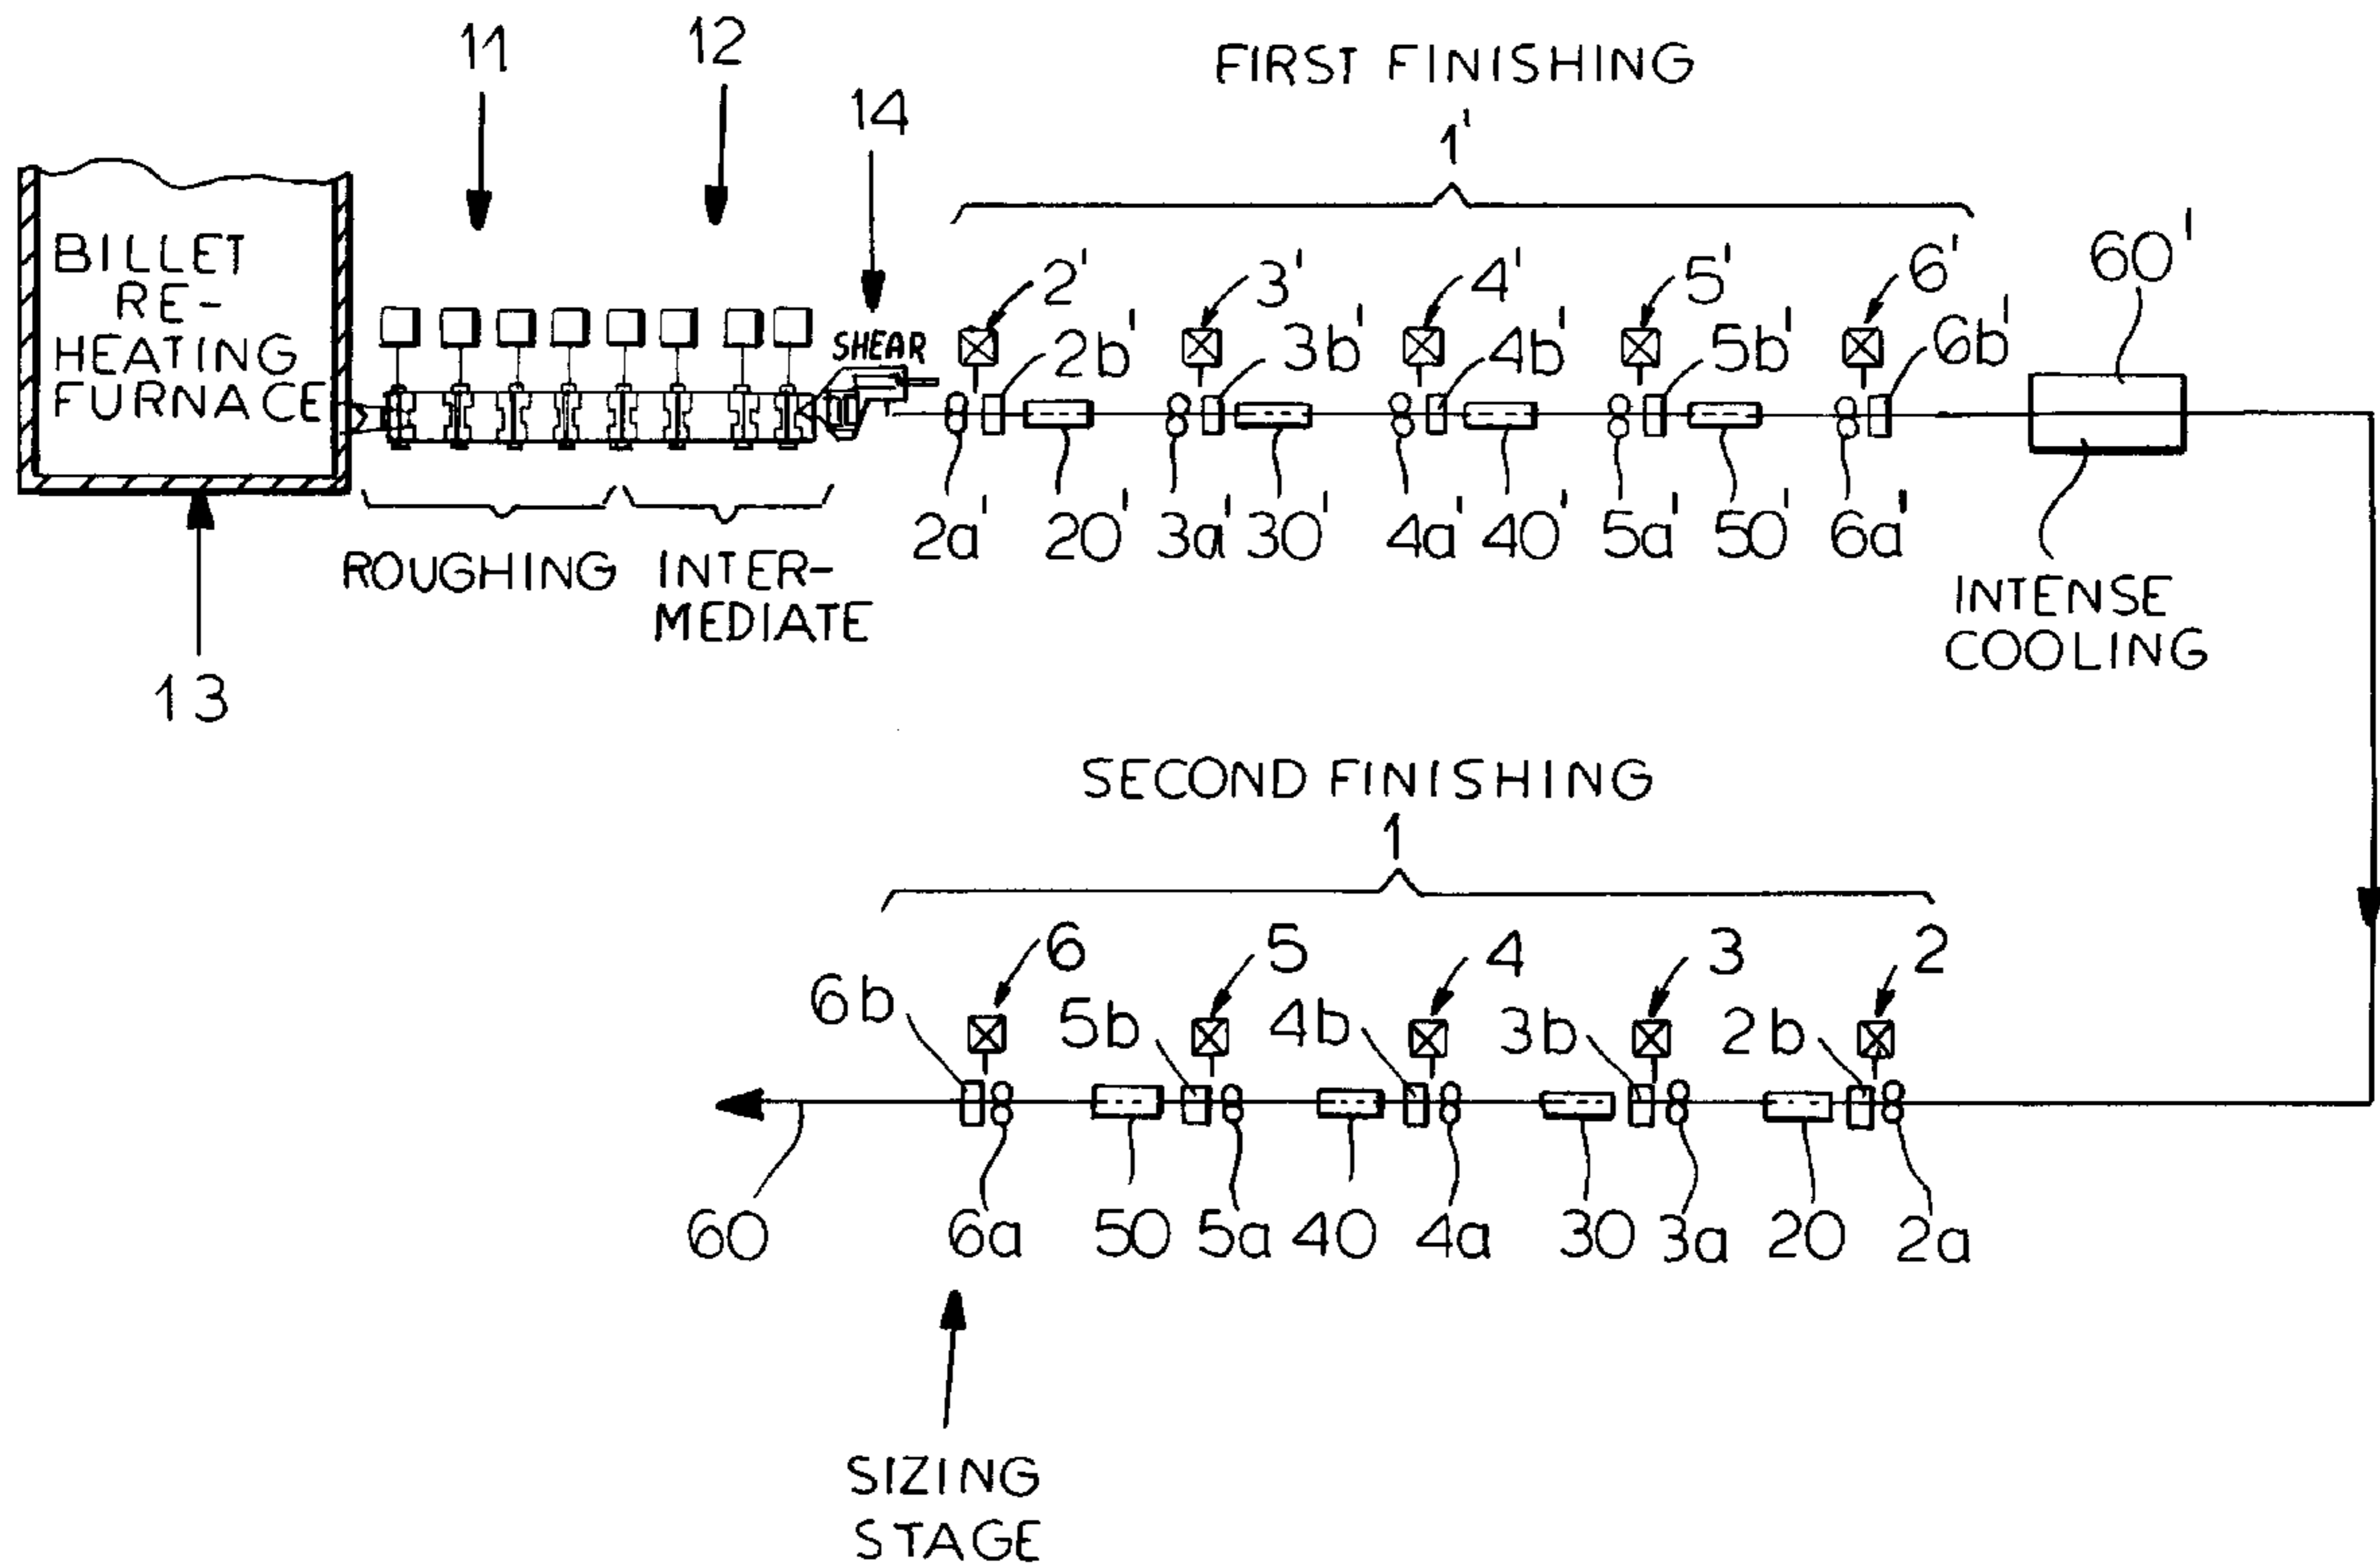 11
12
14
FIRST FINISHING
1'
BILLET
RE-
HEATING
FURNACE
SHEAR
2'
3'
4'
5'
6'
60'
2b'
3b'
4b'
5b'
6b'
2a'
20'
3a'
30'
4a'
40'
5a'
50'
6a'
ROUGHING
INTER-
MEDIATE
INTENSE
COOLING
13
SECOND FINISHING
1
6
5
4
3
2
6b
5b
4b
3b
2b
60
6a
50
5a
40
4a
30
3a
20
2a
SIZING
STAGE